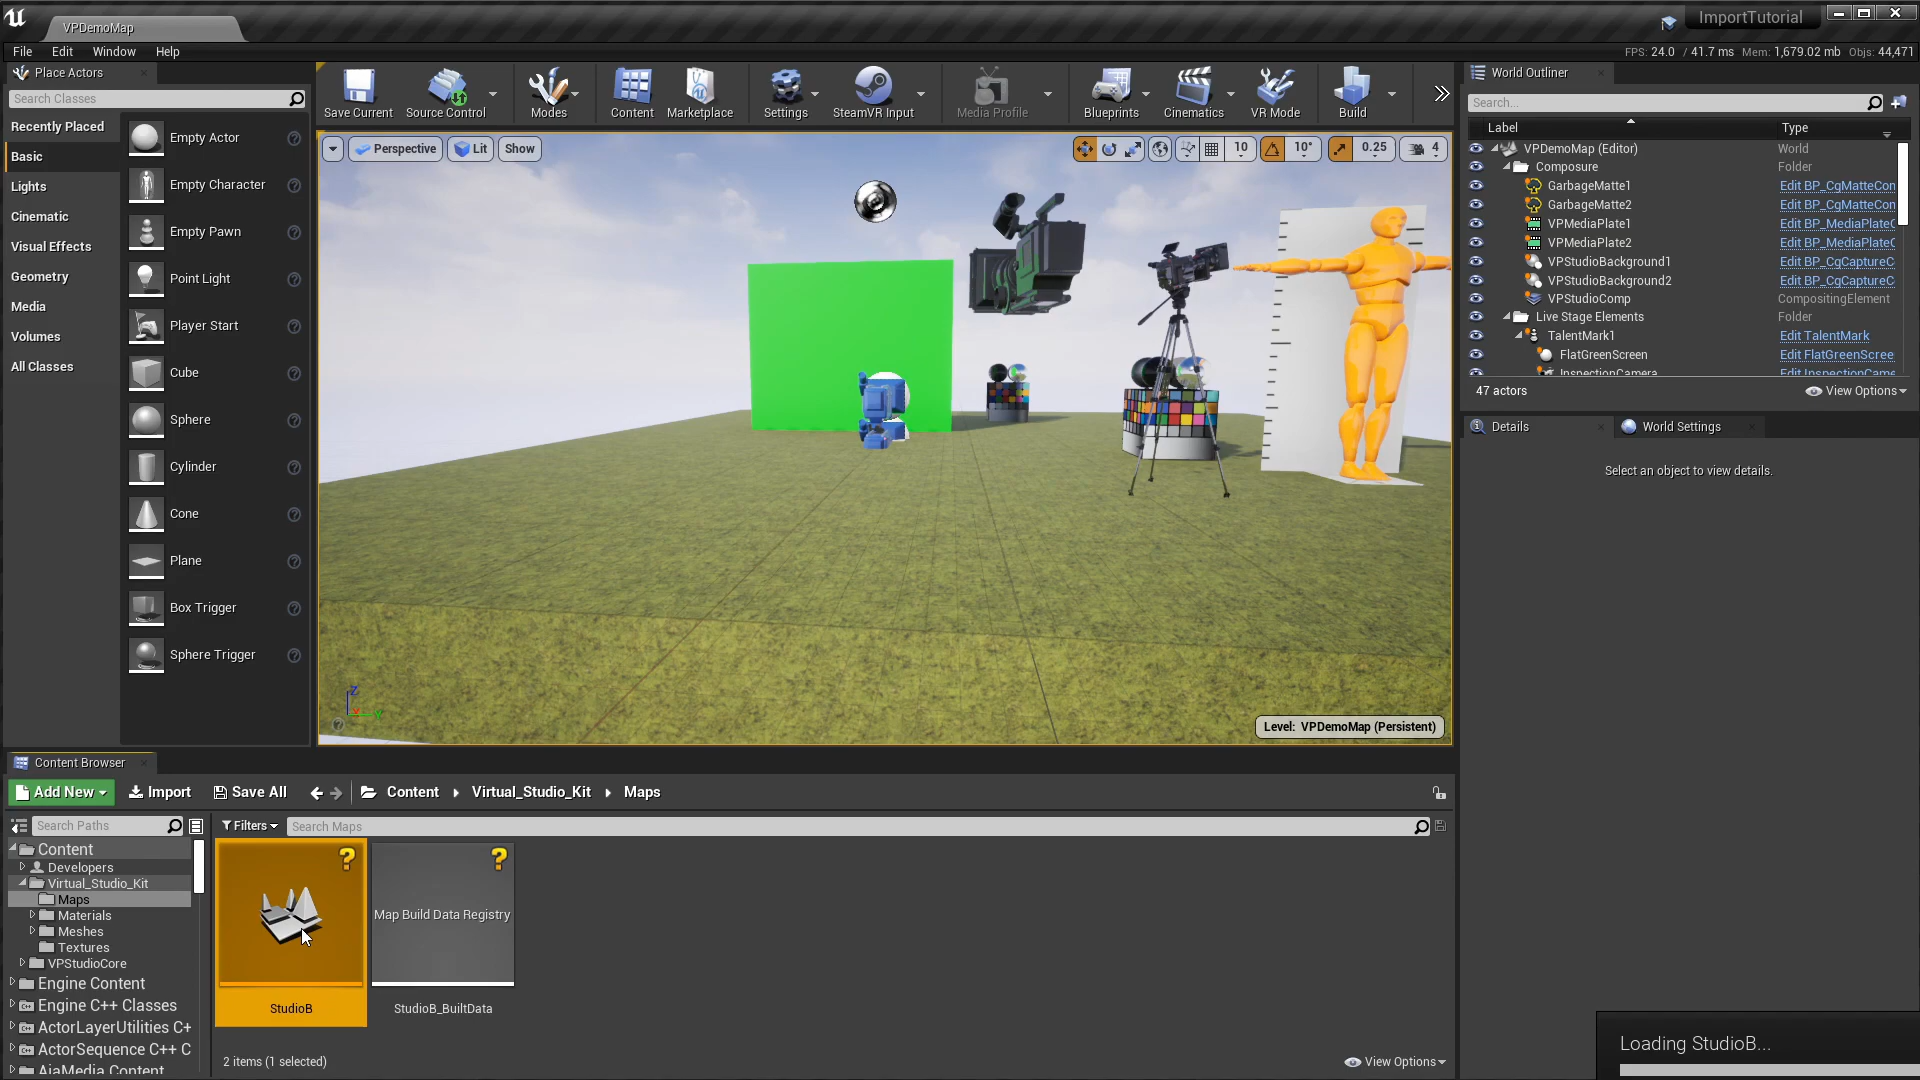 VPDemoMap
ImportTutorial
File Edit Window Help
FPS: 24.0 / 41.7 ms Mem: 1,679.02 mb Objs: 44,471
Place Actors
Search Classes
Recently Placed
Basic
Lights
Cinematic
Visual Effects
Geometry
Media
Volumes
All Classes
Empty Actor
Empty Character
Empty Pawn
Point Light
Player Start
Cube
Sphere
Cylinder
Cone
Plane
Box Trigger
Sphere Trigger
Save Current Source Control Modes Content Marketplace Settings SteamVR Input Media Profile Blueprints Cinematics VR Mode Build
Perspective Lit Show
10 10° 0.25 4
Level: VPDemoMap (Persistent)
World Outliner
Search...
Label Type
VPDemoMap (Editor) World
Composure Folder
GarbageMatte1 Edit BP_CgMatteCon
GarbageMatte2 Edit BP_CgMatteCon
VPMediaPlate1 Edit BP_MediaPlateC
VPMediaPlate2 Edit BP_MediaPlateC
VPStudioBackground1 Edit BP_CgCaptureC
VPStudioBackground2 Edit BP_CgCaptureC
VPStudioComp CompositingElement
Live Stage Elements Folder
TalentMark1 Edit TalentMark
FlatGreenScreen Edit FlatGreenScree
InspectionCamera Edit InspectionCame
47 actors View Options
Details World Settings
Select an object to view details.
Content Browser
Add New Import Save All Content Virtual_Studio_Kit Maps
Search Paths
Filters Search Maps
Content
Developers
Virtual_Studio_Kit
Maps
Materials
Meshes
Textures
VPStudioCore
Engine Content
Engine C++ Classes
ActorLayerUtilities C+
ActorSequence C++ C
AjaMedia Content
Map Build Data Registry
StudioB
StudioB_BuiltData
2 items (1 selected) View Options
Loading StudioB...